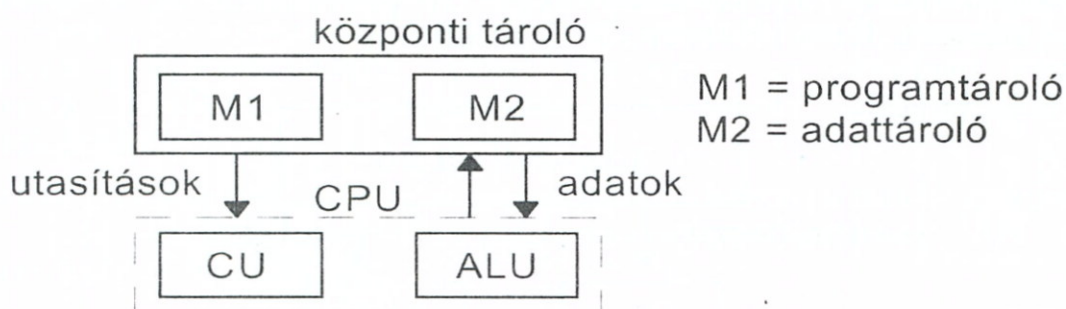 központi tároló
M1 M2
M1 = programtároló
M2 = adattároló
utasítások
adatok
CPU
CU ALU